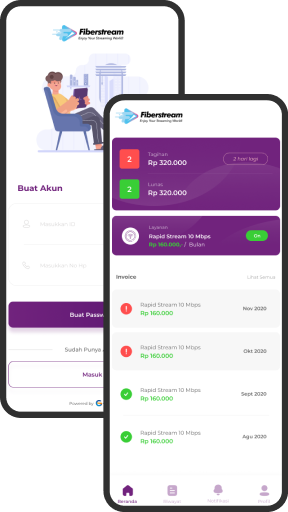 Fiberstream
Enjoy Your Streaming World!
Buat Akun
Masukkan ID
Masukkan No Hp
Buat Passw
Sudah Punya
Masuk
Powered by
Fiberstream
Enjoy Your Streaming World!
2
Tagihan
Rp 320.000
2 hari lagi
2
Lunas
Rp 320.000
Layanan
Rapid Stream 10 Mbps
Rp 160.000,- / Bulan
On
Invoice
Lihat Semua
Rapid Stream 10 Mbps
Rp 160.000
Nov 2020
Rapid Stream 10 Mbps
Rp 160.000
Okt 2020
Rapid Stream 10 Mbps
Rp 160.000
Sept 2020
Rapid Stream 10 Mbps
Rp 160.000
Agu 2020
Beranda
Riwayat
Notifikasi
Profil